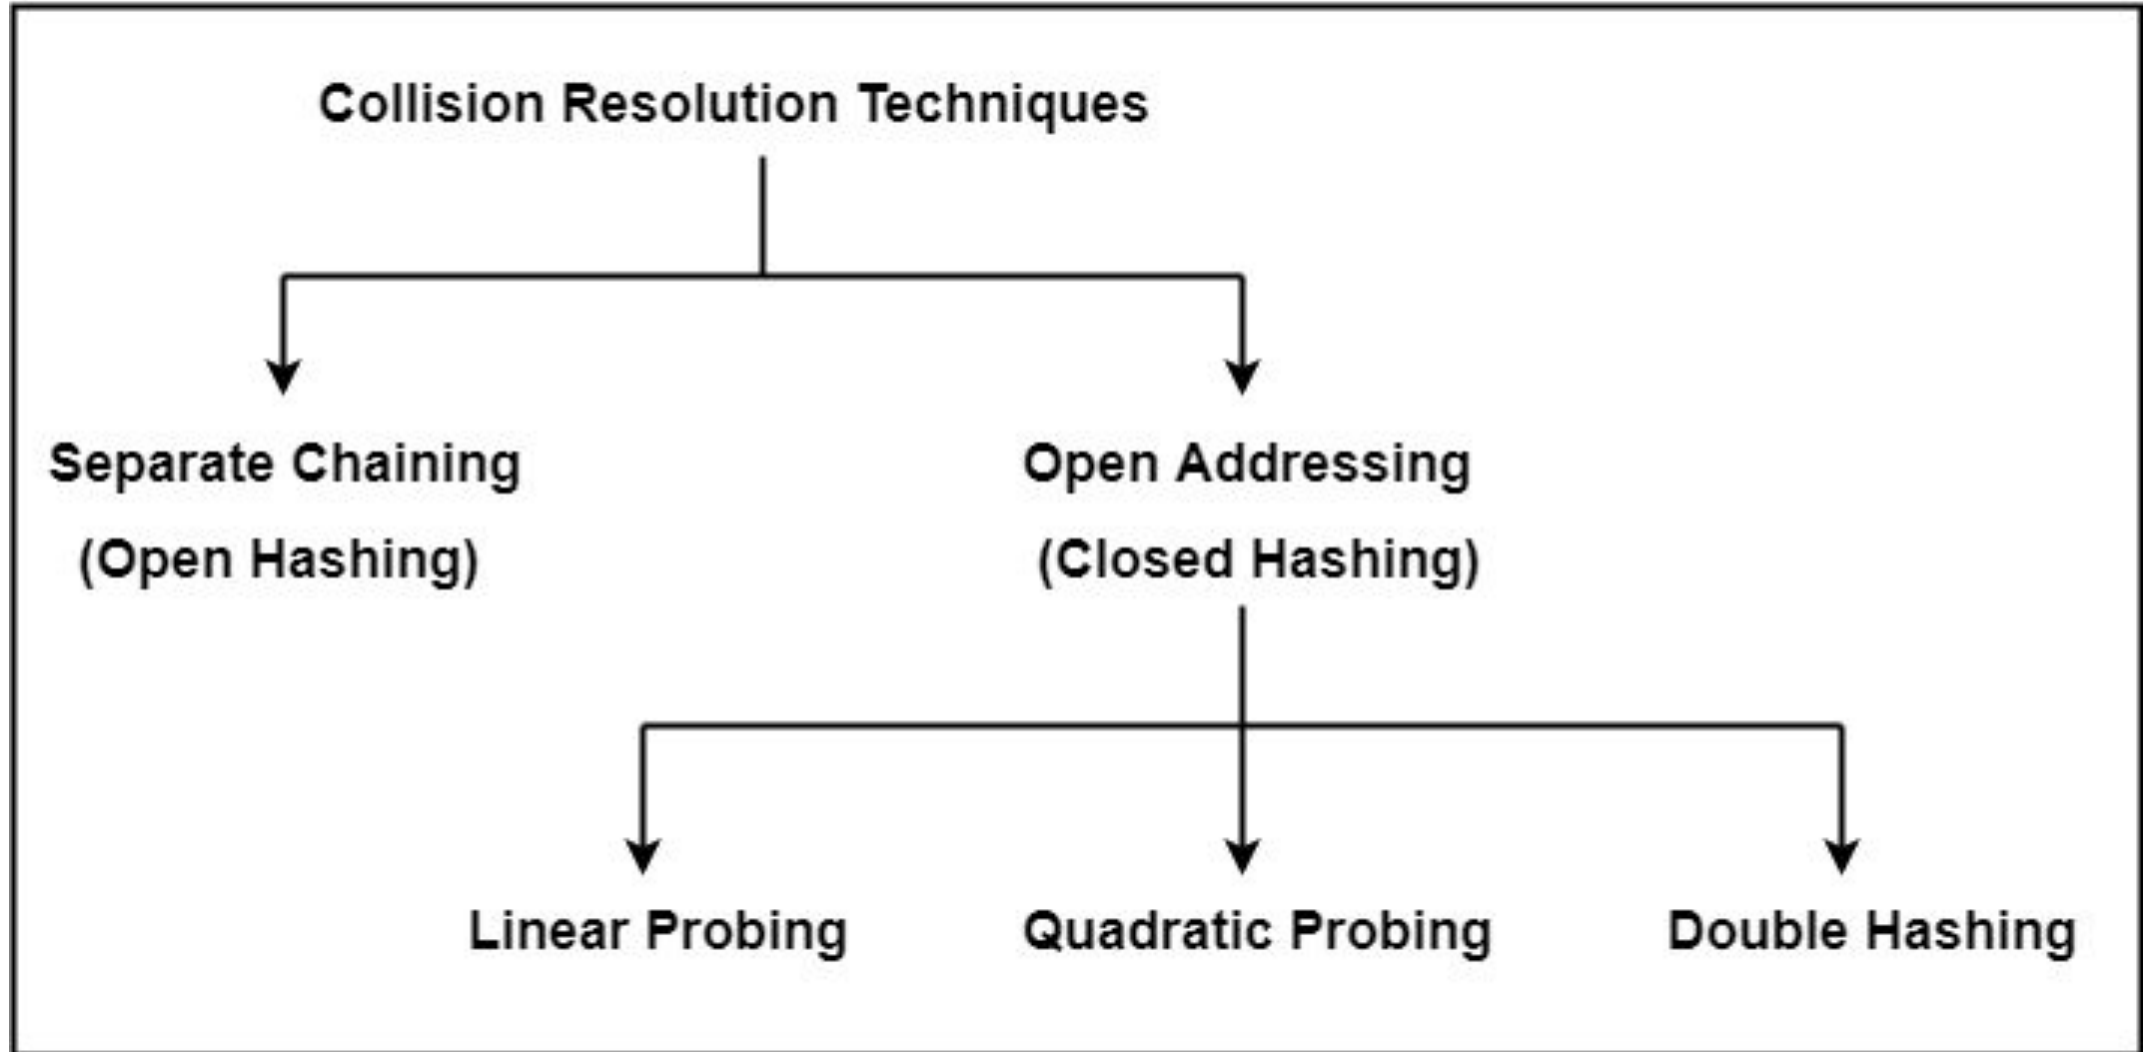 Collision Resolution Techniques
Separate Chaining
(Open Hashing)
Open Addressing
(Closed Hashing)
Linear Probing
Quadratic Probing
Double Hashing